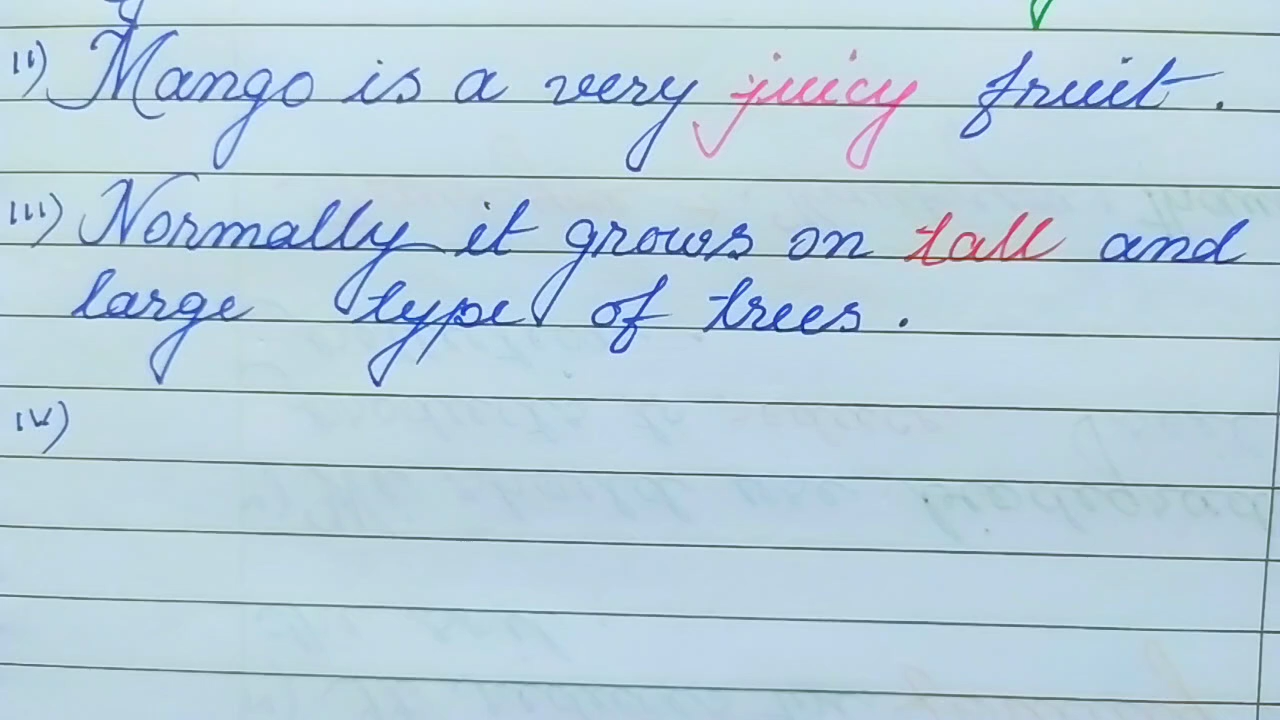 ii) Mango is a very juicy fruit.
iii) Normally it grows on tall and
large type of trees.
iv)